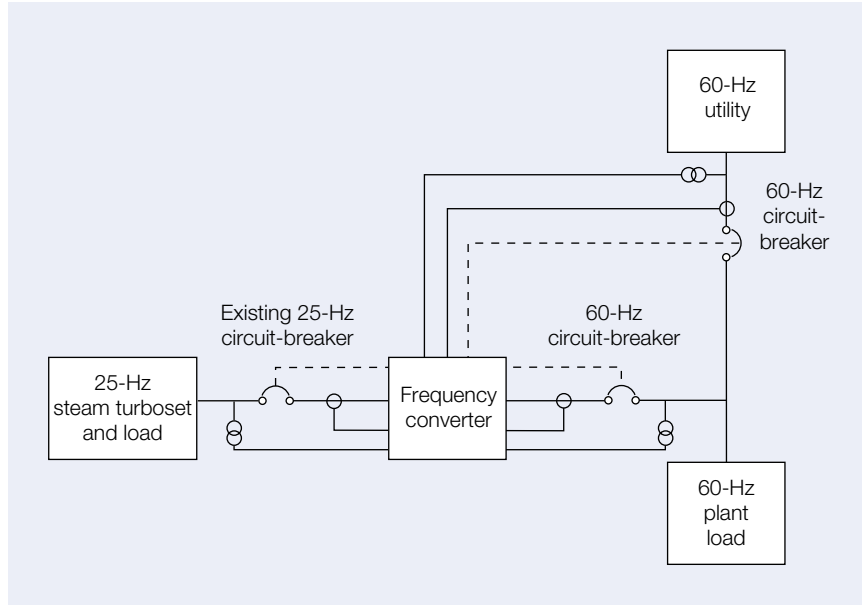 60-Hz
utility
60-Hz
circuit-
breaker
Existing 25-Hz
circuit-breaker
60-Hz
circuit-breaker
25-Hz
steam turboset
and load
Frequency
converter
60-Hz
plant
load